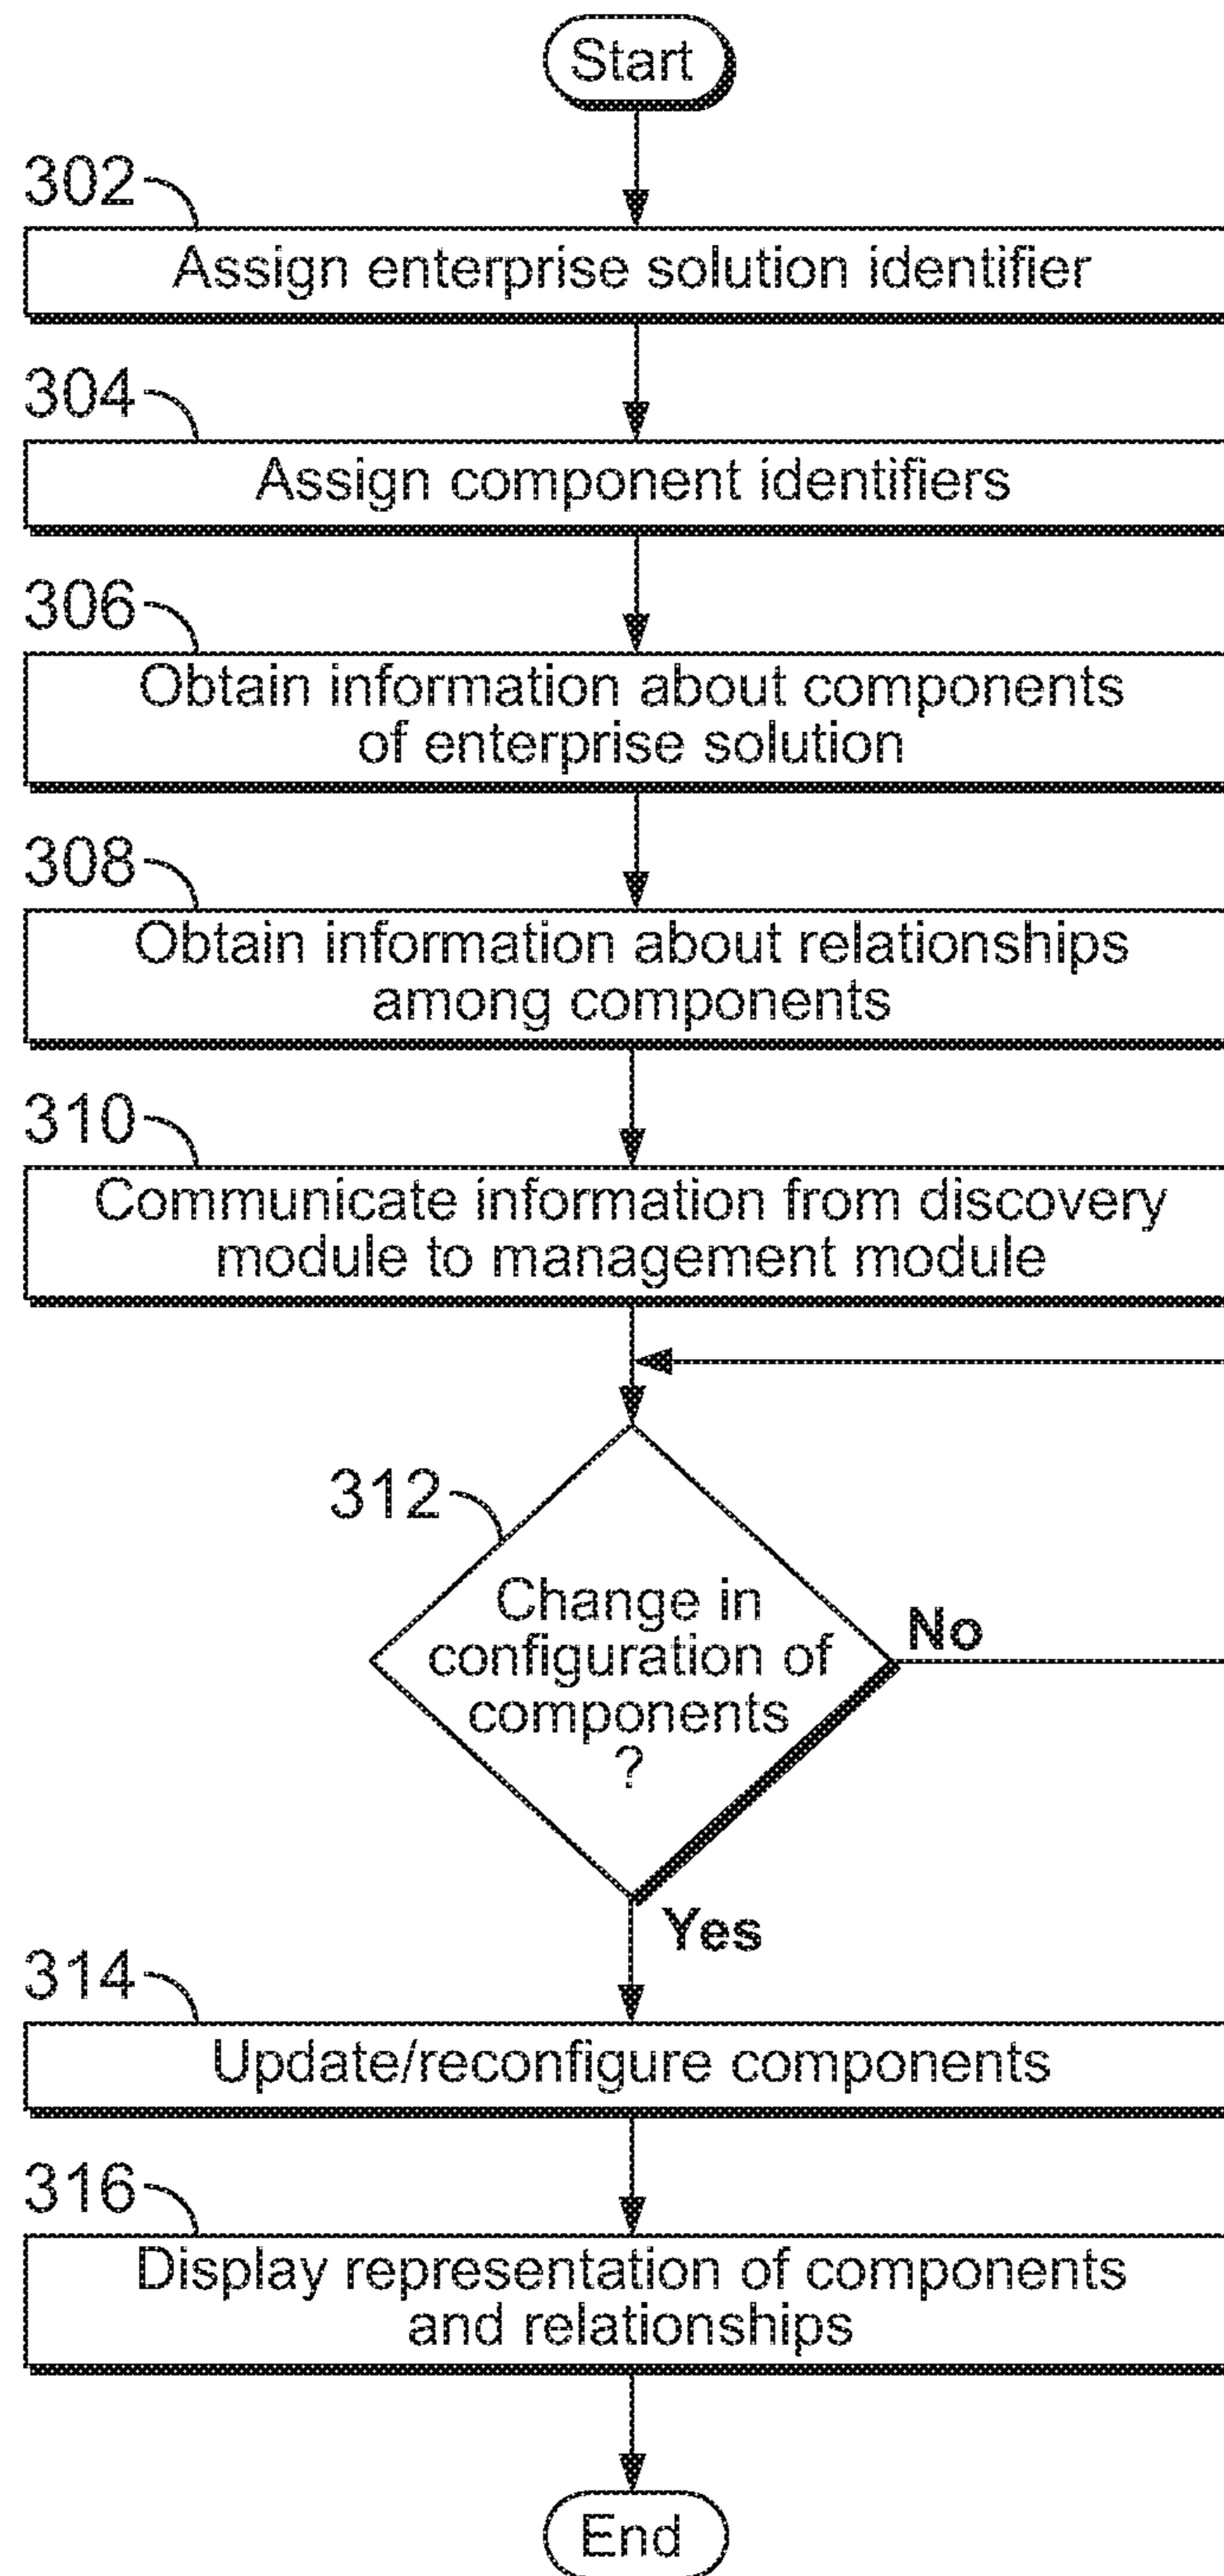 Start
302
Assign enterprise solution identifier
304
Assign component identifiers
306
Obtain information about components
of enterprise solution
308
Obtain information about relationships
among components
310
Communicate information from discovery
module to management module
312
Change in
configuration of
components
?
No
Yes
314
Update/reconfigure components
316
Display representation of components
and relationships
End